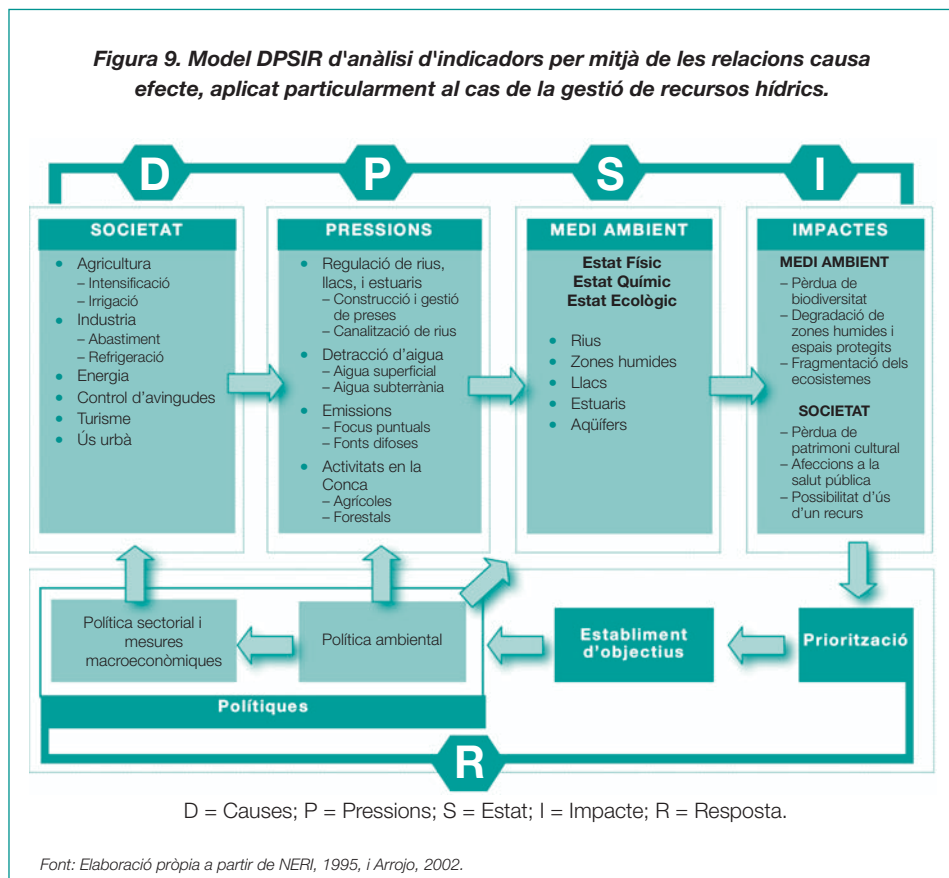 Figura 9. Model DPSIR d'anàlisi d'indicadors per mitjà de les relacions causa
efecte, aplicat particularment al cas de la gestió de recursos hídrics.
D
P
S
I
SOCIETAT
• Agricultura
– Intensificació
– Irrigació
• Industria
– Abastiment
– Refrigeració
• Energia
• Control d’avingudes
• Turisme
• Ús urbà
PRESSIONS
• Regulació de rius,
llacs, i estuaris
– Construcció i gestió
de preses
– Canalització de rius
• Detracció d’aigua
– Aigua superficial
– Aigua subterrània
• Emissions
– Focus puntuals
– Fonts difoses
• Activitats en la
Conca
– Agrícoles
– Forestals
MEDI AMBIENT
Estat Físic
Estat Químic
Estat Ecològic
• Rius
• Zones humides
• Llacs
• Estuaris
• Aqüífers
IMPACTES
MEDI AMBIENT
– Pèrdua de
biodiversitat
– Degradació de
zones humides i
espais protegits
– Fragmentació dels
ecosistemes
SOCIETAT
– Pèrdua de
patrimoni cultural
– Afeccions a la
salut pública
– Possibilitat d’ús
d’un recurs
Política sectorial i
mesures
macroeconòmiques
Política ambiental
Establiment
d’objectius
Priorització
Polítiques
R
D = Causes; P = Pressions; S = Estat; I = Impacte; R = Resposta.
Font: Elaboració pròpia a partir de NERI, 1995, i Arrojo, 2002.